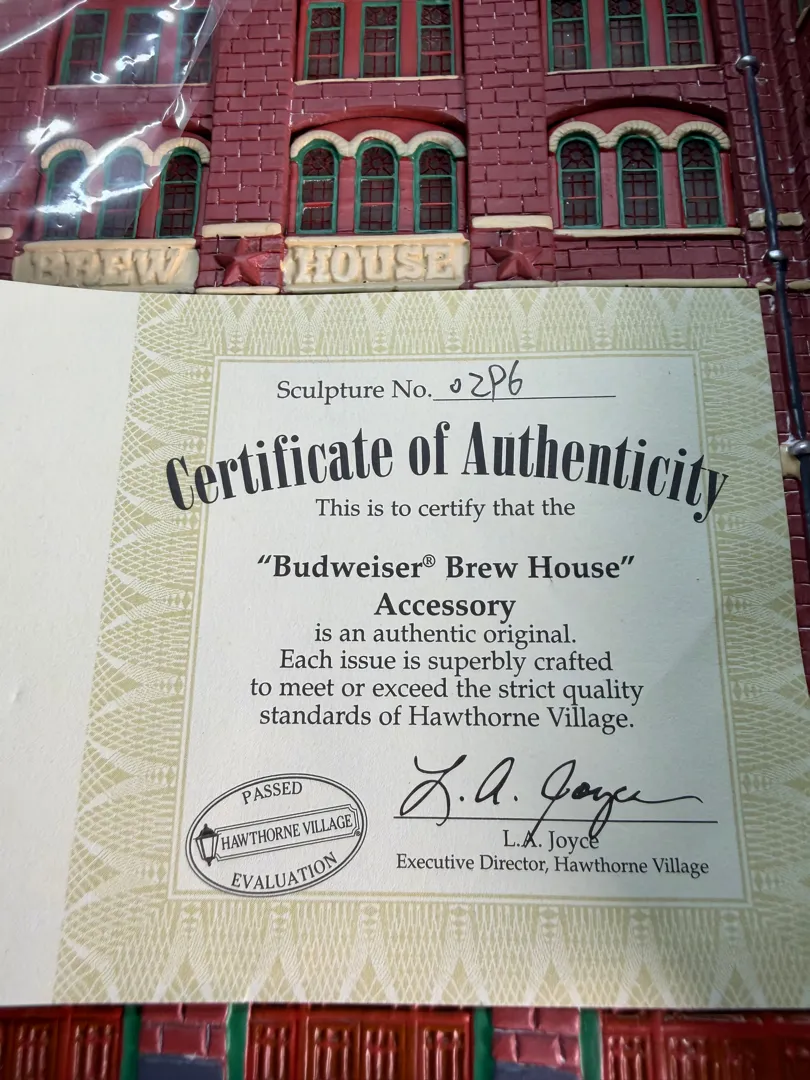 BREW HOUSE
Sculpture No. 02P6
Certificate of Authenticity
This is to certify that the
“Budweiser® Brew House”
Accessory
is an authentic original.
Each issue is superbly crafted
to meet or exceed the strict quality
standards of Hawthorne Village.
PASSED
HAWTHORNE VILLAGE
EVALUATION
L. A. Joyce
L.A. Joyce
Executive Director, Hawthorne Village